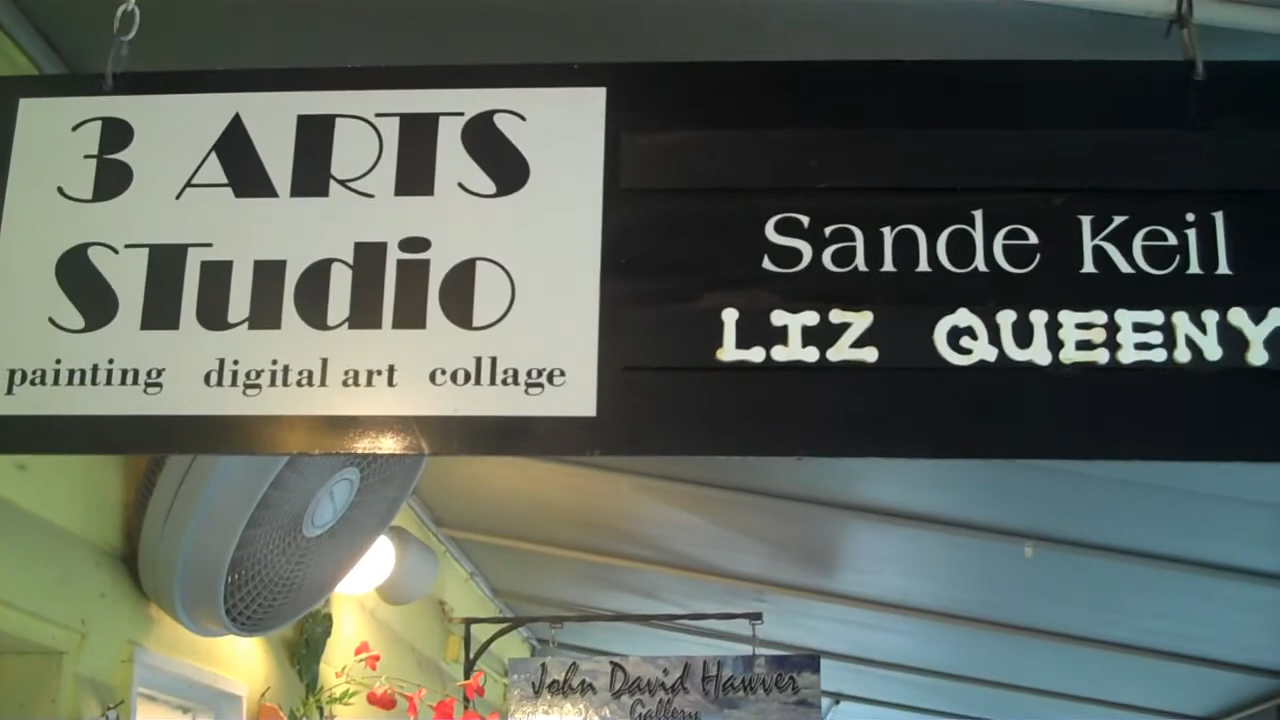 3 ARTS
STudio
painting digital art collage
Sande Keil
LIZ QUEENY
John David Hawver
Gallery